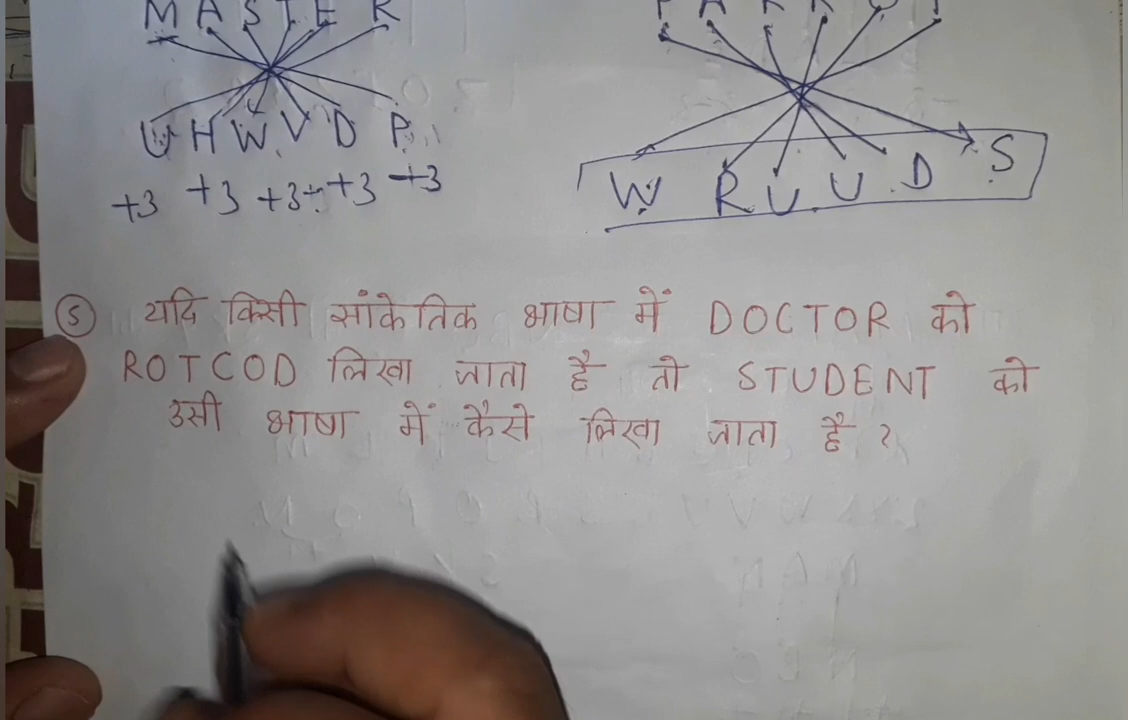 MASTER
UHWVDP
+3 +3 +3 +3 +3
WRUUDS
5 यदि किसी सांकेतिक भाषा में DOCTOR को
ROTCOD लिखा जाता है तो STUDENT को
उसी भाषा में कैसे लिखा जाता है ?